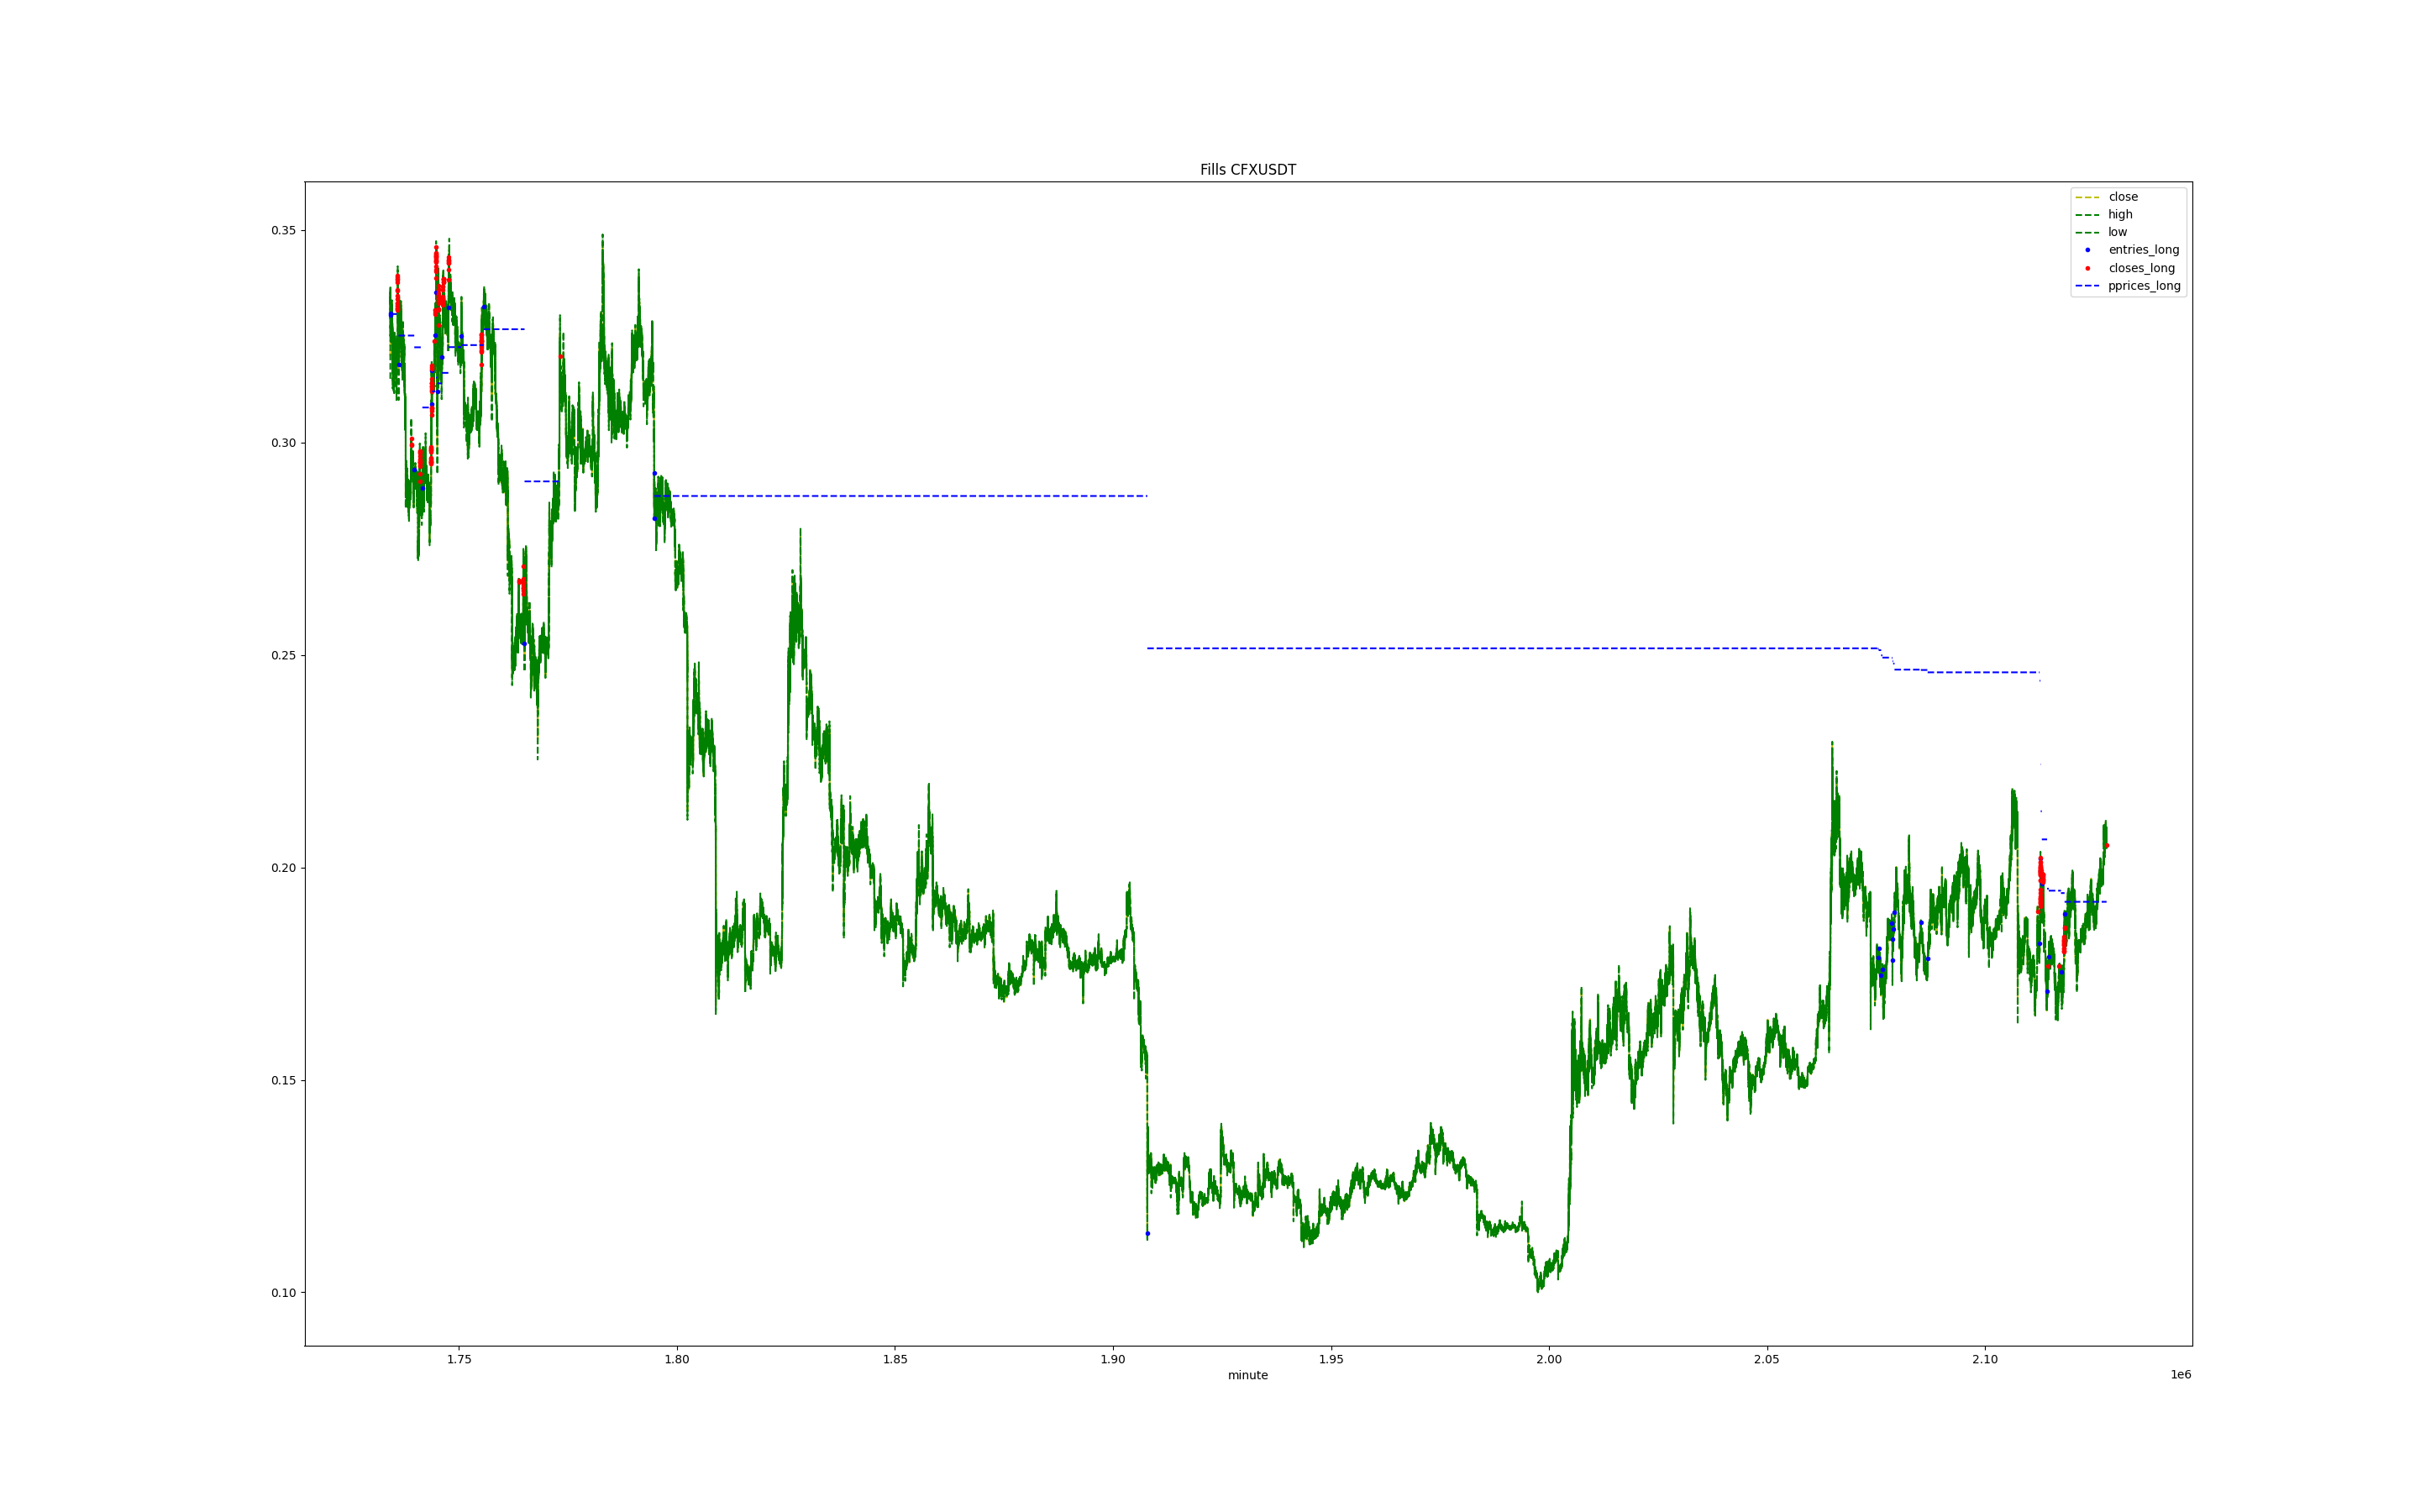 Fills CFXUSDT
close
high
low
entries_long
closes_long
pprices_long
0.35
0.30
0.25
0.20
0.15
0.10
1.75 1.80 1.85 1.90 1.95 2.00 2.05 2.10
minute
1e6